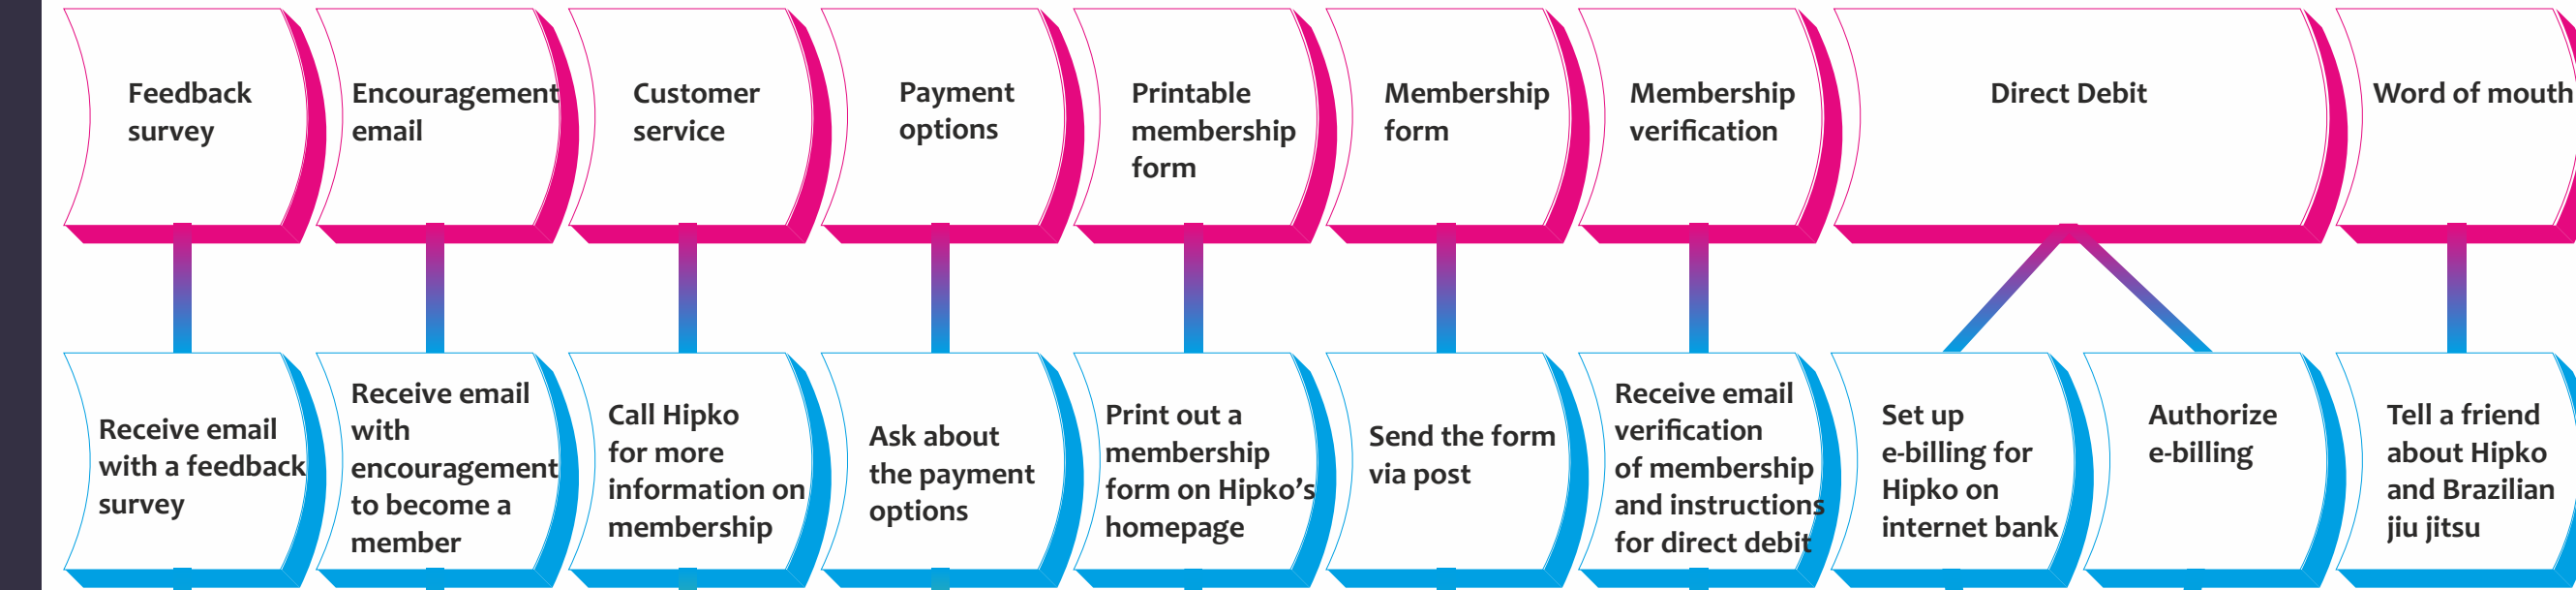 Feedback
survey
Encouragement
email
Customer
service
Payment
options
Printable
membership
form
Membership
form
Membership
verification
Direct Debit
Word of mouth
Receive email
with a feedback
survey
Receive email
with
encouragement
to become a
member
Call Hipko
for more
information on
membership
Ask about
the payment
options
Print out a
membership
form on Hipko's
homepage
Send the form
via post
Receive email
verification
of membership
and instructions
for direct debit
Set up
e-billing for
Hipko on
internet bank
Authorize
e-billing
Tell a friend
about Hipko
and Brazilian
jiu jitsu